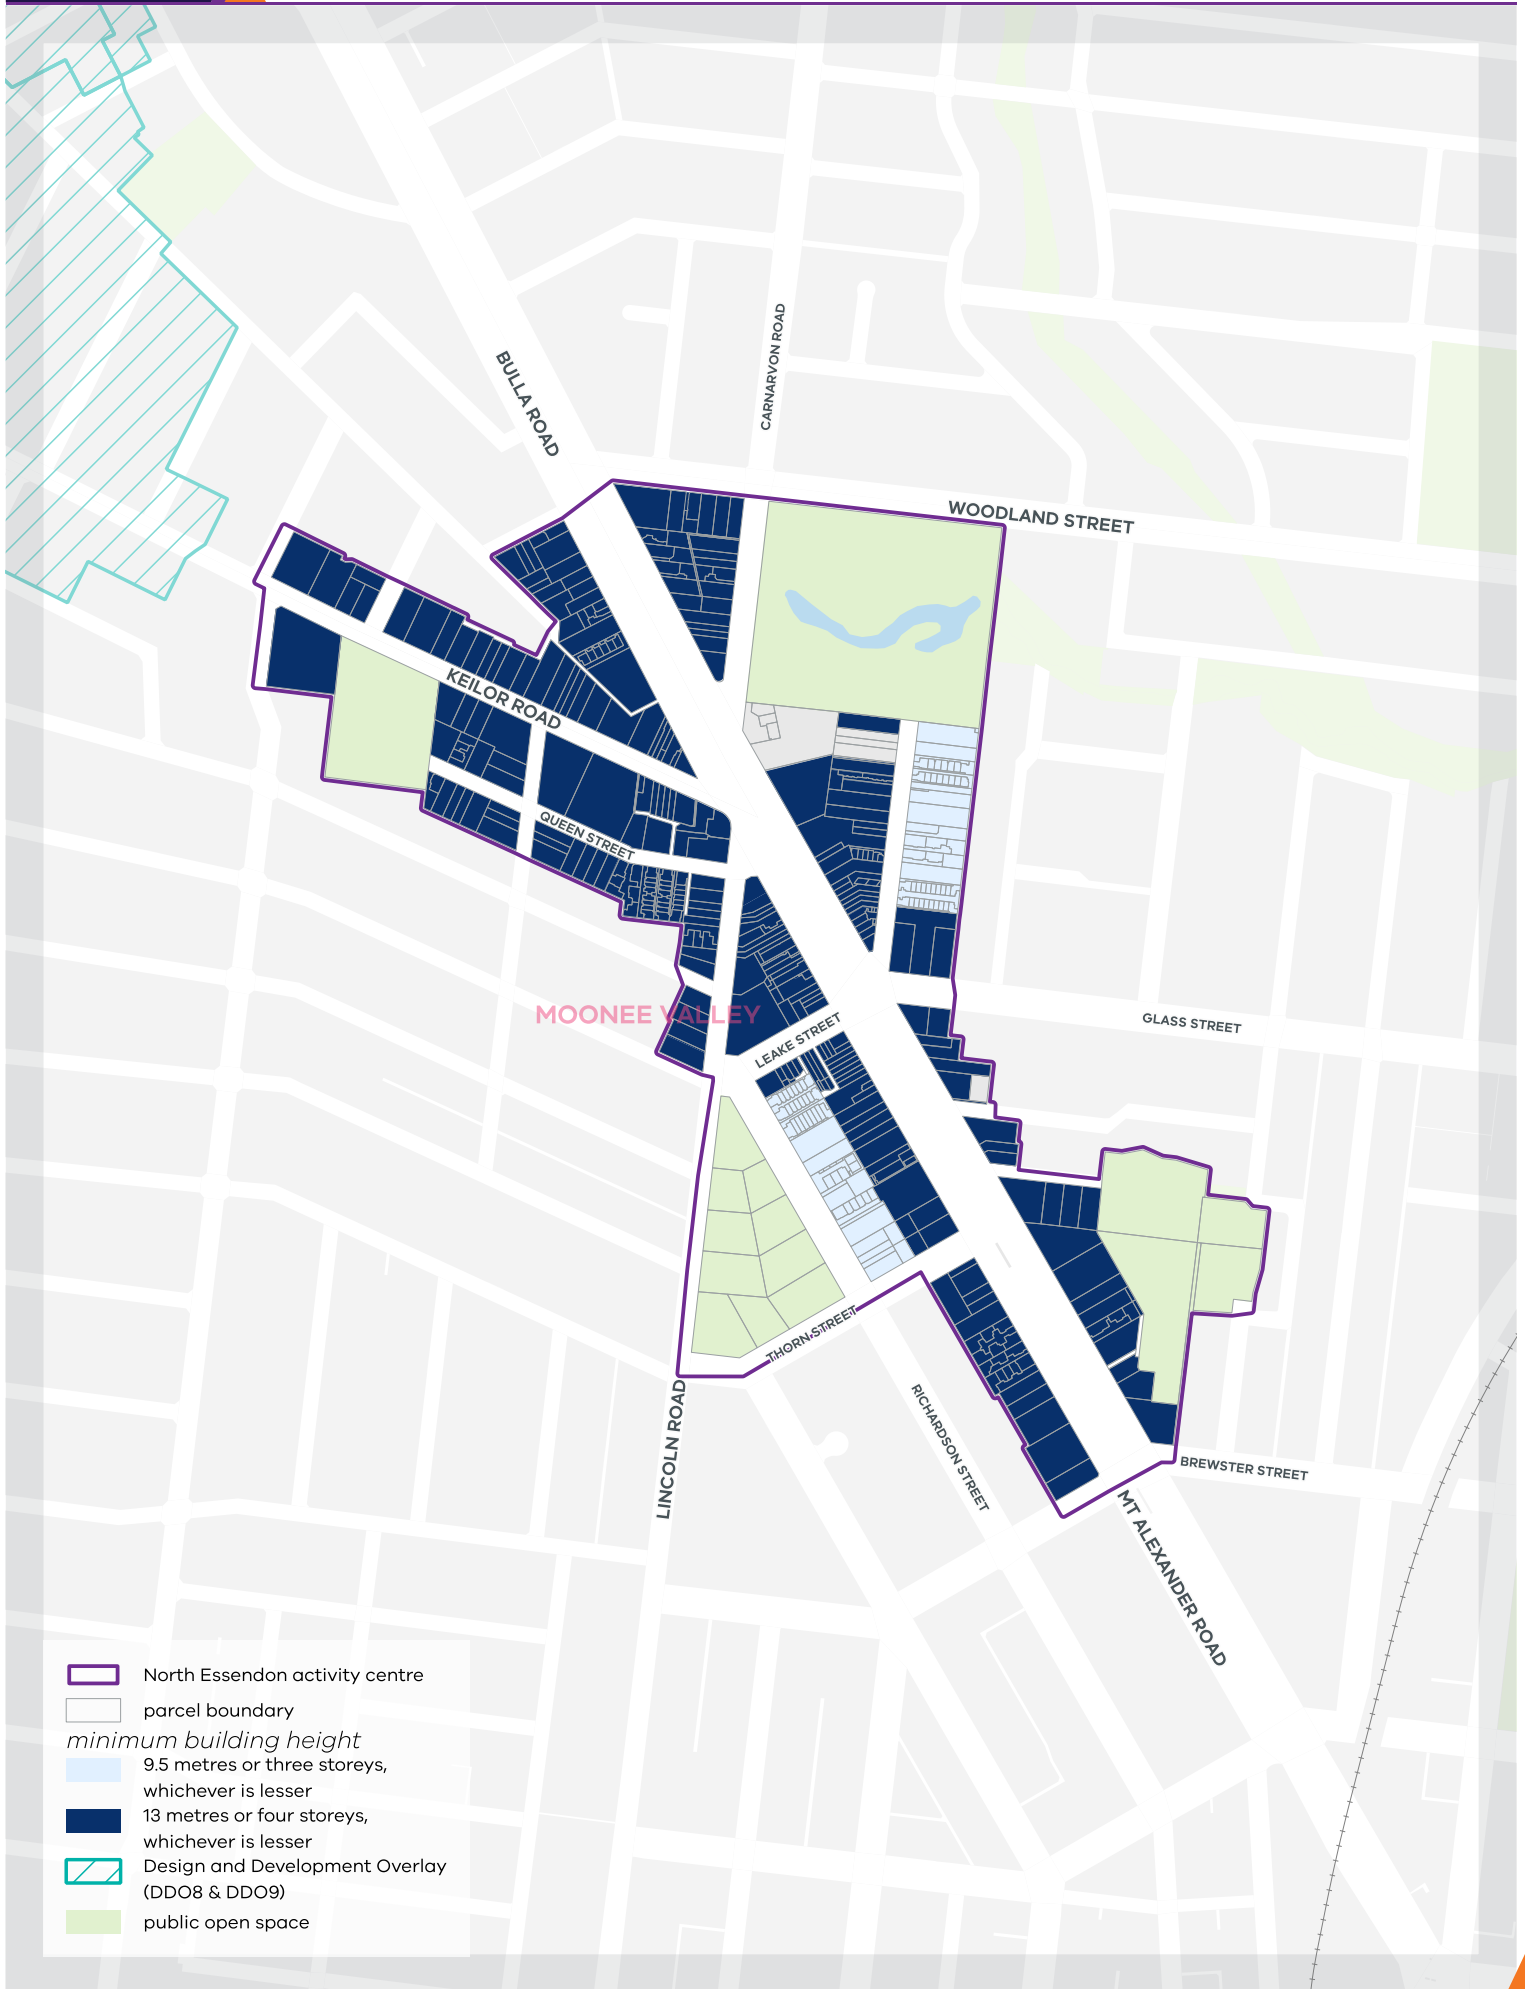 CARNARVON ROAD
BULLA ROAD
WOODLAND STREET
KEILOR ROAD
QUEEN STREET
MOONEE VALLEY
LEAKE STREET
GLASS STREET
THORN STREET
LINCOLN ROAD
RICHARDSON STREET
BREWSTER STREET
MT ALEXANDER ROAD
North Essendon activity centre
parcel boundary
minimum building height
9.5 metres or three storeys,
whichever is lesser
13 metres or four storeys,
whichever is lesser
Design and Development Overlay
(DDO8 & DDO9)
public open space